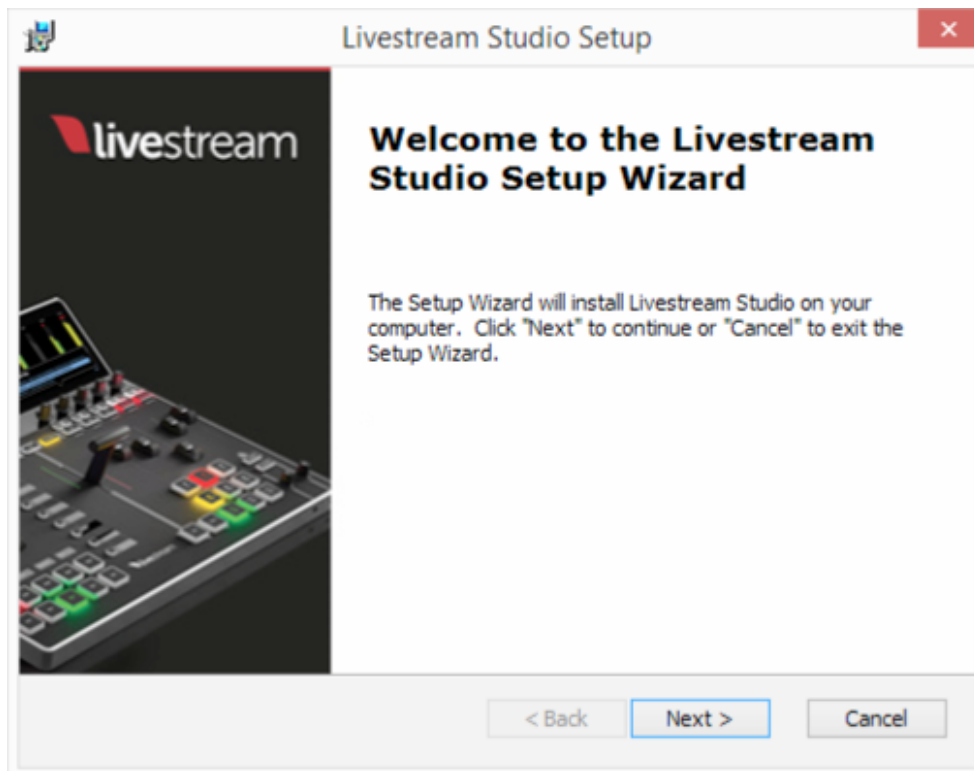 Livestream Studio Setup
livestream
Welcome to the Livestream
Studio Setup Wizard
The Setup Wizard will install Livestream Studio on your
computer.  Click "Next" to continue or "Cancel" to exit the
Setup Wizard.
< Back
Next >
Cancel